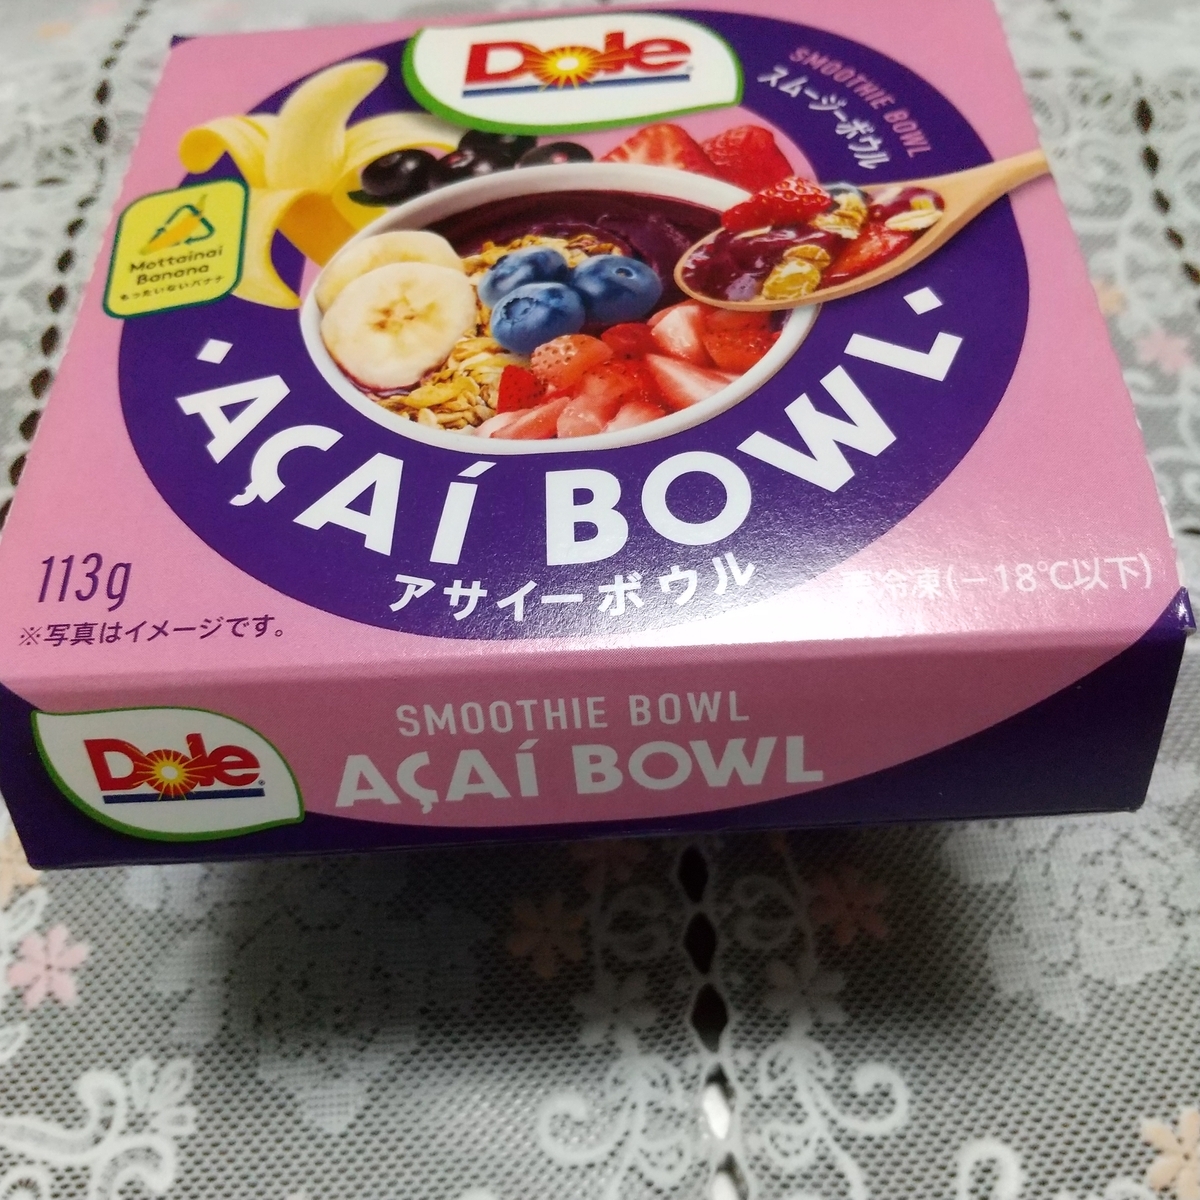 Dole
SMOOTHIE BOWL
スムージーボウル
Mottainai
Banana
もったいないバナナ
・AÇAÍ BOWL・
アサイーボウル
113g
※写真はイメージです。
要冷凍(-18℃以下)
Dole
SMOOTHIE BOWL
AÇAÍ BOWL